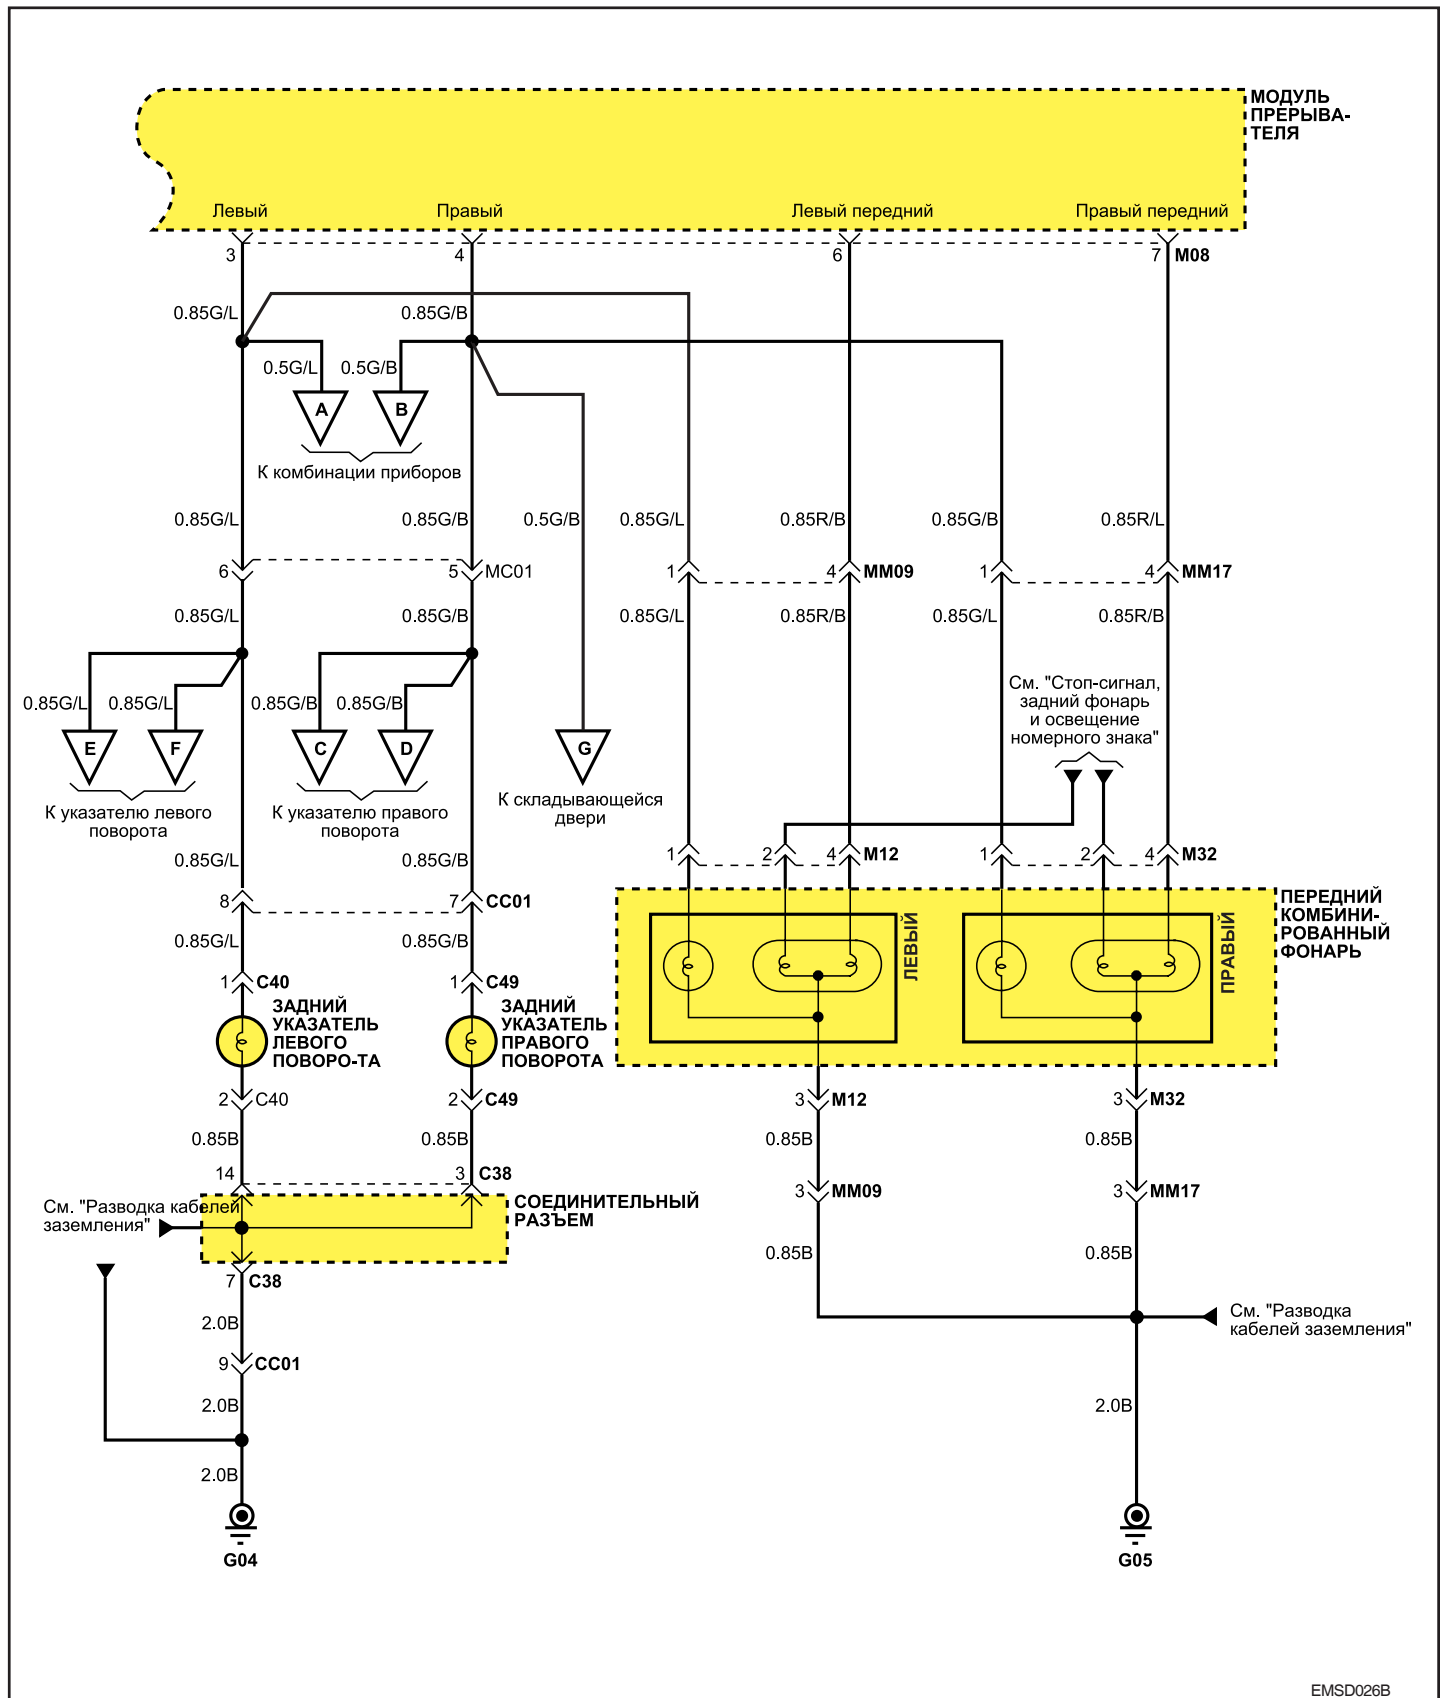 МОДУЛЬ
ПРЕРЫВА-
ТЕЛЯ
Левый
Правый
Левый передний
Правый передний
3
4
6
7
M08
0.85G/L
0.85G/B
0.5G/L
0.5G/B
A
B
К комбинации приборов
0.85G/L
0.85G/B
0.5G/B
0.85G/L
0.85R/B
0.85G/B
0.85R/L
6
5
MC01
1
4
MM09
1
4
MM17
0.85G/L
0.85G/B
0.85G/L
0.85R/B
0.85G/L
0.85R/B
См. "Стоп-сигнал,
задний фонарь
и освещение
номерного знака"
0.85G/L
0.85G/L
0.85G/B
0.85G/B
E
F
C
D
G
К указателю левого
поворота
К указателю правого
поворота
К складывающейся
двери
0.85G/L
0.85G/B
1
2
4
M12
1
2
4
M32
8
7
CC01
ПЕРЕДНИЙ
КОМБИНИ-
РОВАННЫЙ
ФОНАРЬ
ЛЕВЫЙ
ПРАВЫЙ
0.85G/L
0.85G/B
1
C40
1
C49
ЗАДНИЙ
УКАЗАТЕЛЬ
ЛЕВОГО
ПОВОРО-ТА
ЗАДНИЙ
УКАЗАТЕЛЬ
ПРАВОГО
ПОВОРОТА
2
C40
2
C49
3
M12
3
M32
0.85B
0.85B
0.85B
0.85B
14
3
C38
3
MM09
3
MM17
СОЕДИНИТЕЛЬНЫЙ
РАЗЪЕМ
См. "Разводка кабелей
заземления"
0.85B
0.85B
7
C38
См. "Разводка
кабелей заземления"
2.0B
9
CC01
2.0B
2.0B
2.0B
G04
G05
EMSD026B